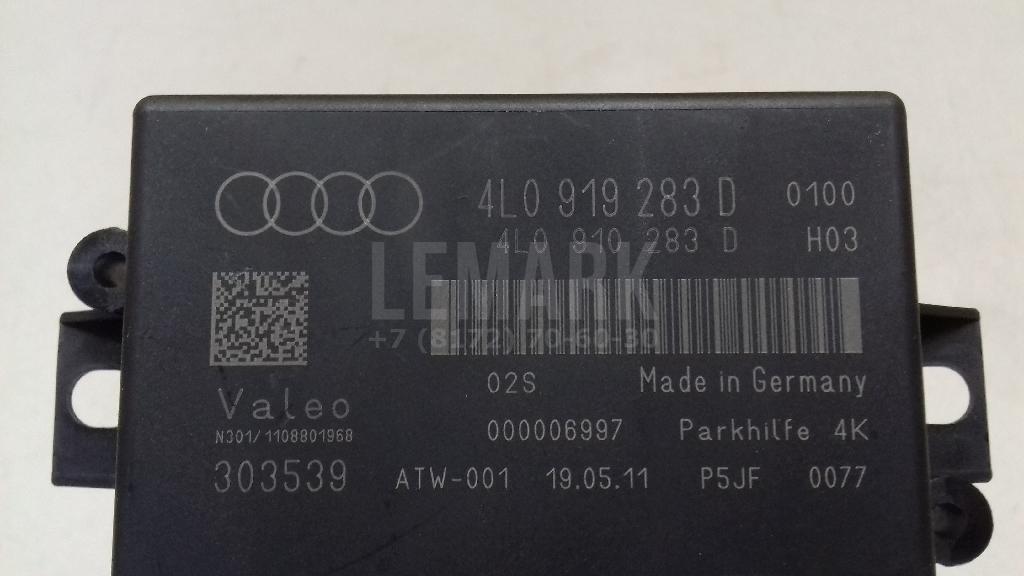 4L0 919 283 D 0100
4L0 910 283 D H03
LEMARK
+7 (8172) 70-60-30
02S Made in Germany
Valeo
000006997 Parkhilfe 4K
N301/1108801968
303539 ATW-001 19.05.11 P5JF 0077